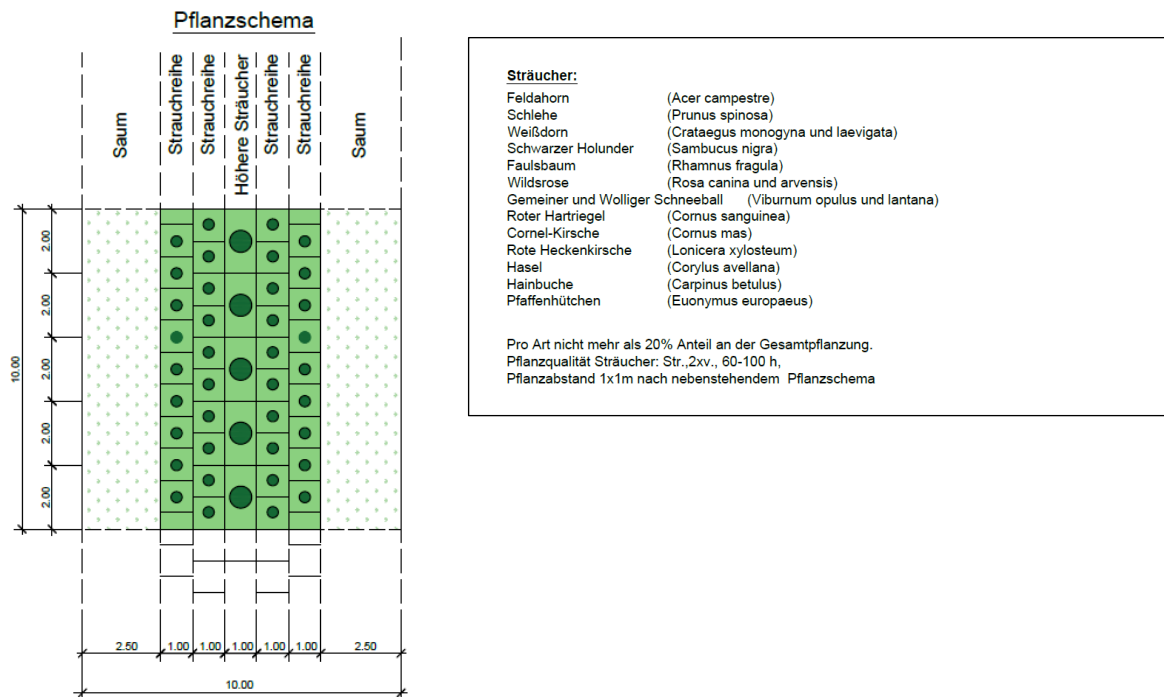 Pflanzschema
Saum
Strauchreihe
Strauchreihe
Höhere Sträucher
Strauchreihe
Strauchreihe
Saum
2.00
2.00
2.00
2.00
2.00
10.00
2.50 1.00 1.00 1.00 1.00 1.00 2.50
10.00
Sträucher:
Feldahorn (Acer campestre)
Schlehe (Prunus spinosa)
Weißdorn (Crataegus monogyna und laevigata)
Schwarzer Holunder (Sambucus nigra)
Faulsbaum (Rhamnus fragula)
Wildsrose (Rosa canina und arvensis)
Gemeiner und Wolliger Schneeball (Viburnum opulus und lantana)
Roter Hartriegel (Cornus sanguinea)
Cornel-Kirsche (Cornus mas)
Rote Heckenkirsche (Lonicera xylosteum)
Hasel (Corylus avellana)
Hainbuche (Carpinus betulus)
Pfaffenhütchen (Euonymus europaeus)
Pro Art nicht mehr als 20% Anteil an der Gesamtpflanzung.
Pflanzqualität Sträucher: Str.,2xv., 60-100 h,
Pflanzabstand 1x1m nach nebenstehendem Pflanzschema